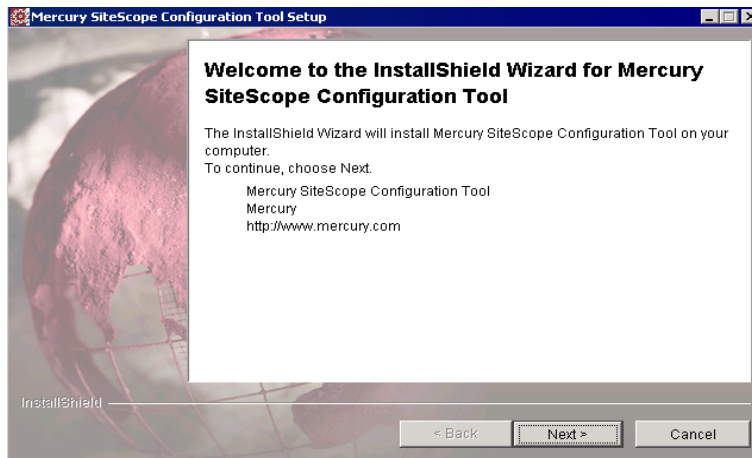 Mercury SiteScope Configuration Tool Setup
Welcome to the InstallShield Wizard for Mercury
SiteScope Configuration Tool
The InstallShield Wizard will install Mercury SiteScope Configuration Tool on your
computer.
To continue, choose Next.
Mercury SiteScope Configuration Tool
Mercury
http://www.mercury.com
InstallShield
< Back
Next >
Cancel